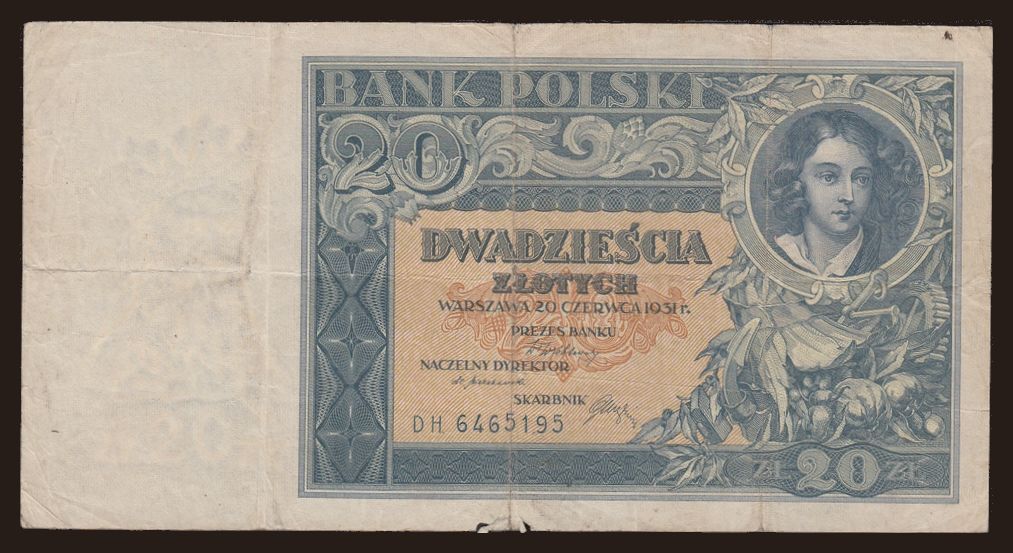 BANK POLSKI
20
DWADZIEŚCIA
ZŁOTYCH
WARSZAWA 20 CZERWCA 1931 r.
PREZES BANKU
NACZELNY DYREKTOR
SKARBNIK
DH 6465195
ZŁ 20 ZŁ